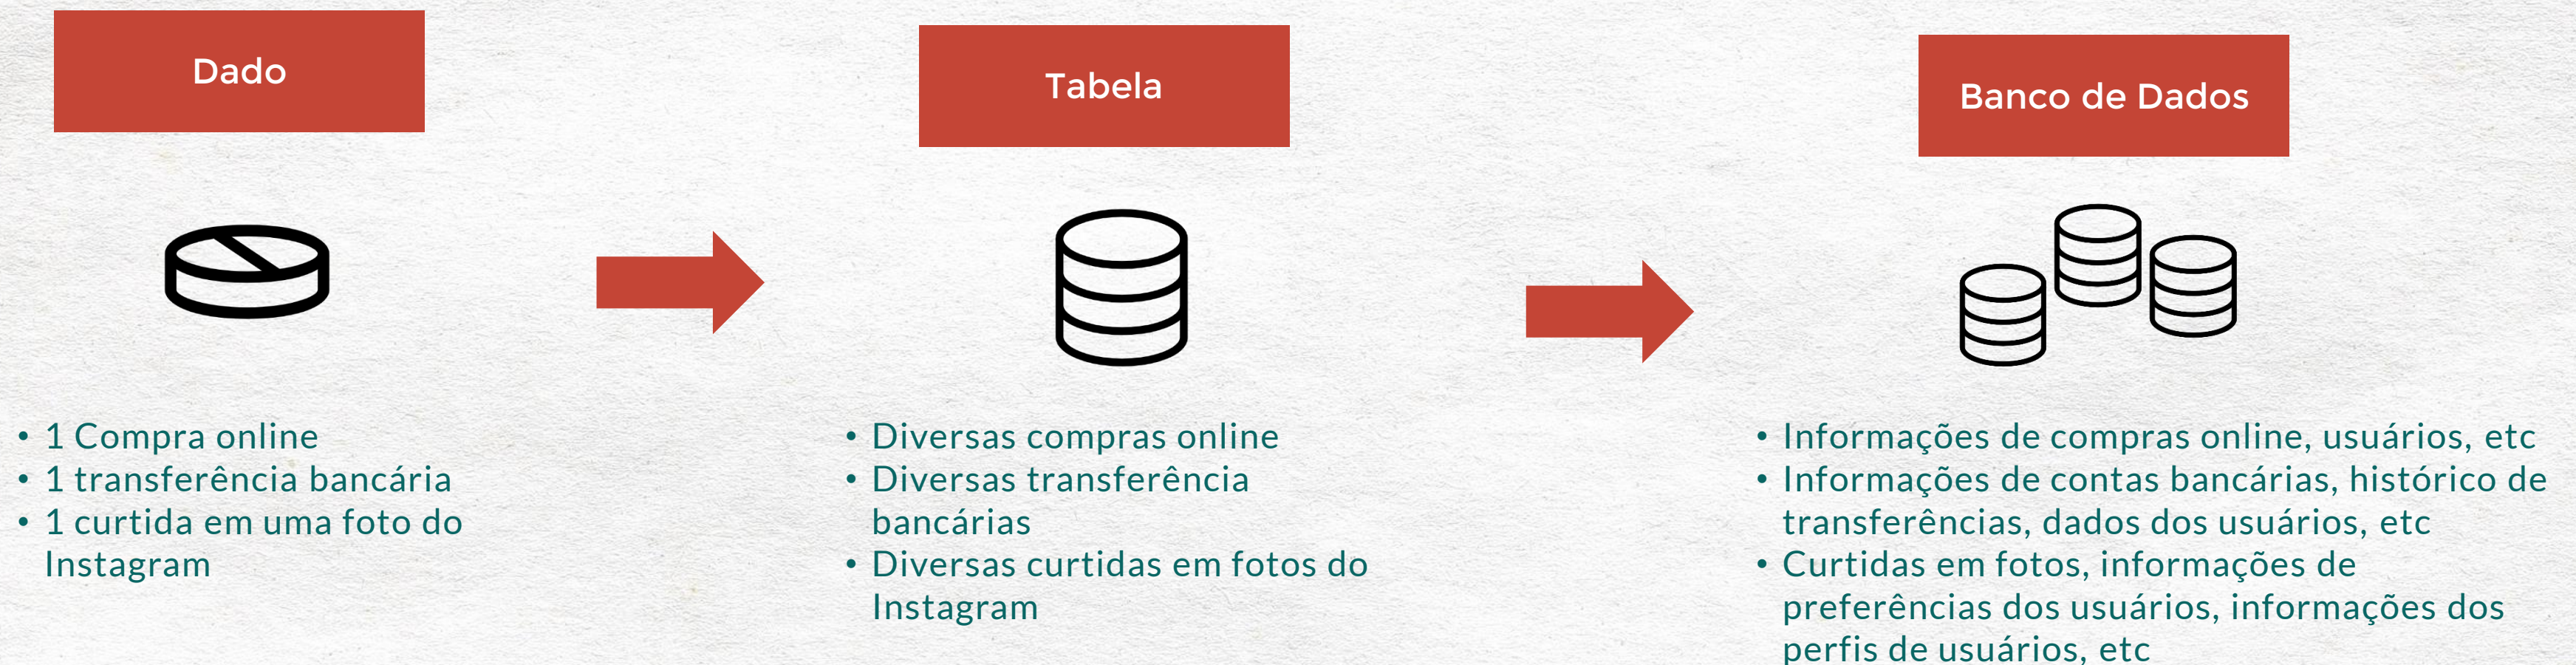 Dado
• 1 Compra online
• 1 transferência bancária
• 1 curtida em uma foto do
Instagram
Tabela
• Diversas compras online
• Diversas transferência
bancárias
• Diversas curtidas em fotos do
Instagram
Banco de Dados
• Informações de compras online, usuários, etc
• Informações de contas bancárias, histórico de
transferências, dados dos usuários, etc
• Curtidas em fotos, informações de
preferências dos usuários, informações dos
perfis de usuários, etc